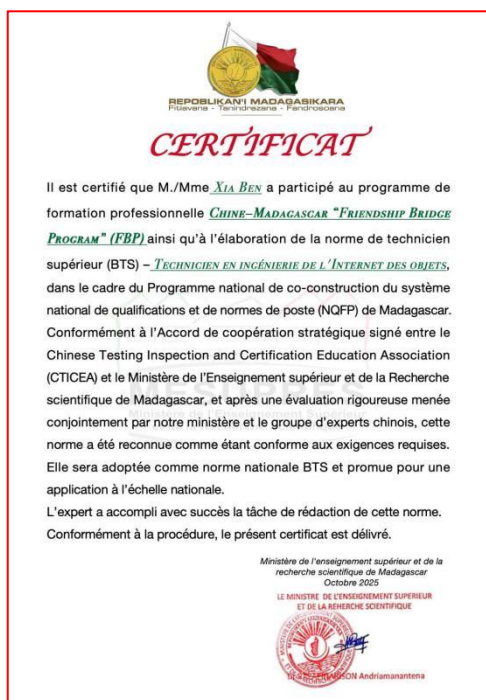 REPOBLIKAN'I MADAGASIKARA
Fitiavana - Tanindrazana - Fandrosoana
CERTIFICAT
Il est certifié que M./Mme XIA BEN a participé au programme de
formation professionnelle CHINE–MADAGASCAR “FRIENDSHIP BRIDGE
PROGRAM” (FBP) ainsi qu'à l'élaboration de la norme de technicien
supérieur (BTS) – TECHNICIEN EN INGÉNIERIE DE L'INTERNET DES OBJETS,
dans le cadre du Programme national de co-construction du système
national de qualifications et de normes de poste (NQFP) de Madagascar.
Conformément à l'Accord de coopération stratégique signé entre le
Chinese Testing Inspection and Certification Education Association
(CTICEA) et le Ministère de l'Enseignement supérieur et de la Recherche
scientifique de Madagascar, et après une évaluation rigoureuse menée
conjointement par notre ministère et le groupe d'experts chinois, cette
norme a été reconnue comme étant conforme aux exigences requises.
Elle sera adoptée comme norme nationale BTS et promue pour une
application à l'échelle nationale.
L'expert a accompli avec succès la tâche de rédaction de cette norme.
Conformément à la procédure, le présent certificat est délivré.
Ministère de l'enseignement supérieur et de la
recherche scientifique de Madagascar
Octobre 2025
LE MINISTRE DE L'ENSEIGNEMENT SUPERIEUR
ET DE LA REHERCHE SCIENTIFIQUE
Andriamanantena